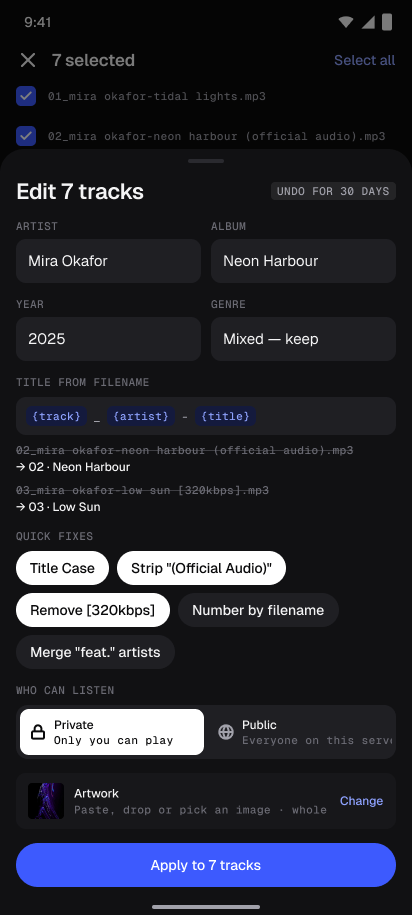 9:41
7 selected
Select all
01_mira okafor-tidal lights.mp3
02_mira okafor-neon harbour (official audio).mp3
Edit 7 tracks
UNDO FOR 30 DAYS
ARTIST
ALBUM
Mira Okafor
Neon Harbour
YEAR
GENRE
2025
Mixed — keep
TITLE FROM FILENAME
{track} _ {artist} - {title}
02_mira okafor-neon harbour (official audio).mp3
→ 02 · Neon Harbour
03_mira okafor-low sun [320kbps].mp3
→ 03 · Low Sun
QUICK FIXES
Title Case
Strip "(Official Audio)"
Remove [320kbps]
Number by filename
Merge "feat." artists
WHO CAN LISTEN
Private
Only you can play
Public
Everyone on this serve
Artwork
Paste, drop or pick an image · whole
Change
Apply to 7 tracks